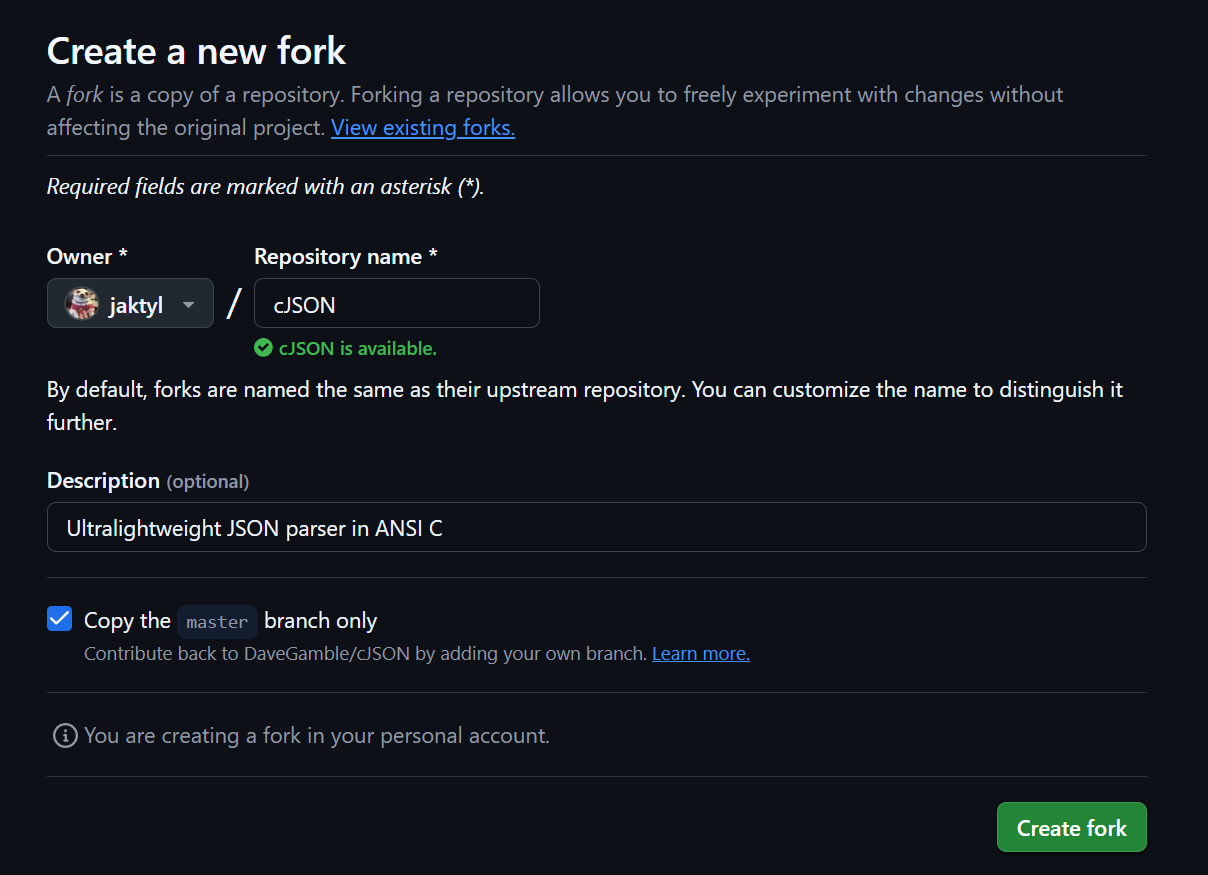 Create a new fork
A fork is a copy of a repository. Forking a repository allows you to freely experiment with changes without
affecting the original project. View existing forks.
Required fields are marked with an asterisk (*).
Owner *
Repository name *
jaktyl
/
cJSON
cJSON is available.
By default, forks are named the same as their upstream repository. You can customize the name to distinguish it
further.
Description (optional)
Ultralightweight JSON parser in ANSI C
Copy the master branch only
Contribute back to DaveGamble/cJSON by adding your own branch. Learn more.
You are creating a fork in your personal account.
Create fork